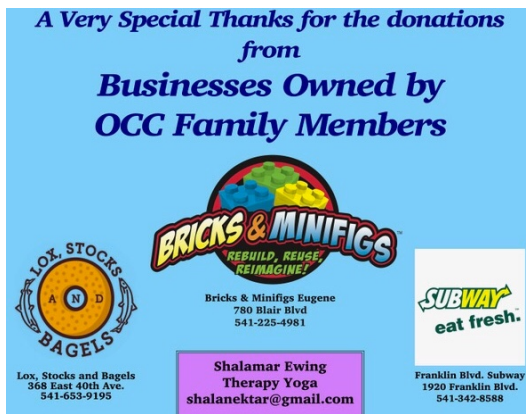 A Very Special Thanks for the donations
from
Businesses Owned by
OCC Family Members
BRICKS & MINIFIGS™
REBUILD, REUSE,
REIMAGINE!
Bricks & Minifigs Eugene
780 Blair Blvd
541-225-4981
LOX, STOCKS
AND
BAGELS
Lox, Stocks and Bagels
368 East 40th Ave.
541-653-9195
Shalamar Ewing
Therapy Yoga
shalanektar@gmail.com
SUBWAY
eat fresh.
Franklin Blvd. Subway
1920 Franklin Blvd.
541-342-8588